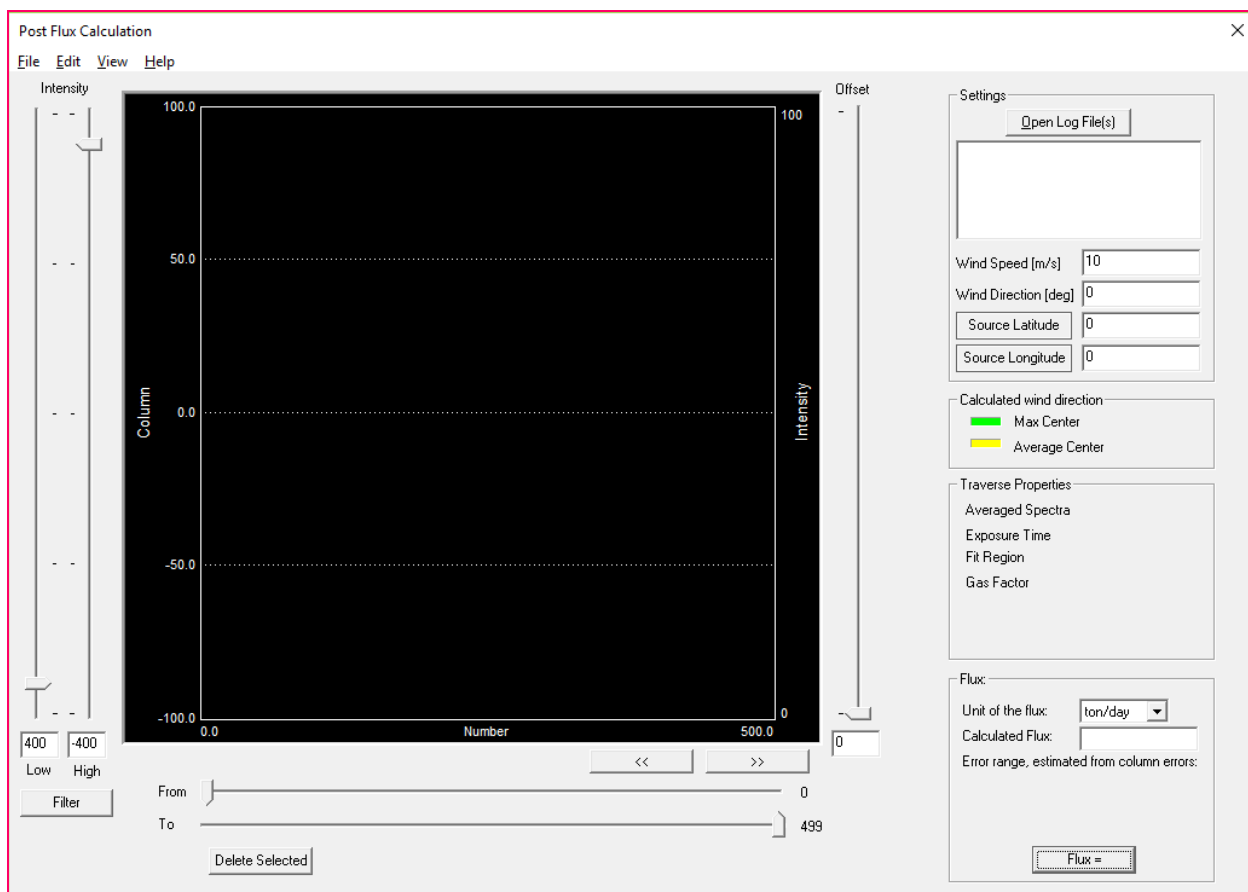 Post Flux Calculation
File Edit View Help
Intensity
400 -400
Low High
Filter
100.0
50.0
0.0
-50.0
-100.0
Column
0.0 Number 500.0
100
Intensity
0
Offset
0
<< >>
From 0
To 499
Delete Selected
Settings
Open Log File(s)
Wind Speed [m/s] 10
Wind Direction [deg] 0
Source Latitude 0
Source Longitude 0
Calculated wind direction
Max Center
Average Center
Traverse Properties
Averaged Spectra
Exposure Time
Fit Region
Gas Factor
Flux:
Unit of the flux: ton/day
Calculated Flux:
Error range, estimated from column errors:
Flux =